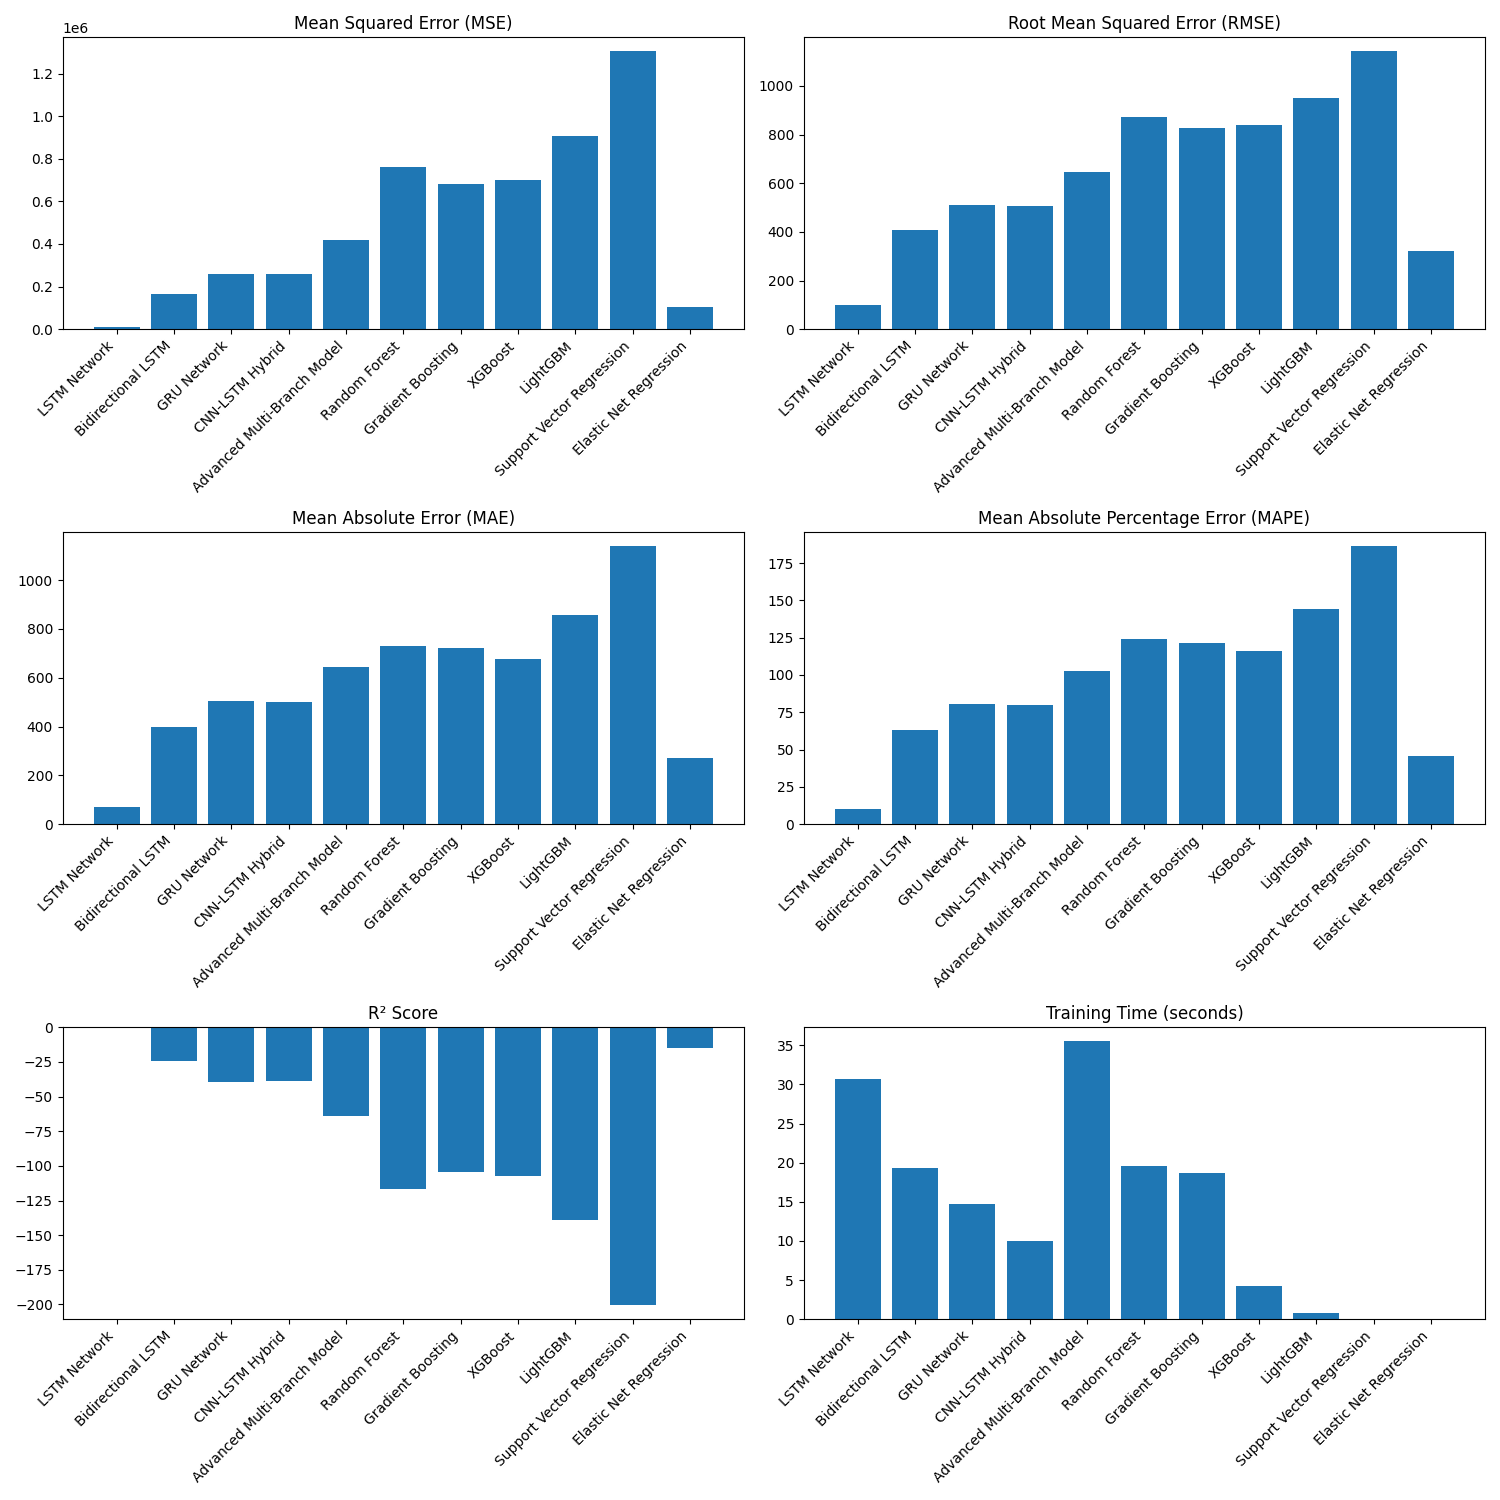 Mean Squared Error (MSE)
1e6
1.2
1.0
0.8
0.6
0.4
0.2
0.0
LSTM Network
Bidirectional LSTM
GRU Network
CNN-LSTM Hybrid
Advanced Multi-Branch Model
Random Forest
Gradient Boosting
XGBoost
LightGBM
Support Vector Regression
Elastic Net Regression
Root Mean Squared Error (RMSE)
1000
800
600
400
200
0
LSTM Network
Bidirectional LSTM
GRU Network
CNN-LSTM Hybrid
Advanced Multi-Branch Model
Random Forest
Gradient Boosting
XGBoost
LightGBM
Support Vector Regression
Elastic Net Regression
Mean Absolute Error (MAE)
1000
800
600
400
200
0
LSTM Network
Bidirectional LSTM
GRU Network
CNN-LSTM Hybrid
Advanced Multi-Branch Model
Random Forest
Gradient Boosting
XGBoost
LightGBM
Support Vector Regression
Elastic Net Regression
Mean Absolute Percentage Error (MAPE)
175
150
125
100
75
50
25
0
LSTM Network
Bidirectional LSTM
GRU Network
CNN-LSTM Hybrid
Advanced Multi-Branch Model
Random Forest
Gradient Boosting
XGBoost
LightGBM
Support Vector Regression
Elastic Net Regression
R² Score
0
−25
−50
−75
−100
−125
−150
−175
−200
LSTM Network
Bidirectional LSTM
GRU Network
CNN-LSTM Hybrid
Advanced Multi-Branch Model
Random Forest
Gradient Boosting
XGBoost
LightGBM
Support Vector Regression
Elastic Net Regression
Training Time (seconds)
35
30
25
20
15
10
5
0
LSTM Network
Bidirectional LSTM
GRU Network
CNN-LSTM Hybrid
Advanced Multi-Branch Model
Random Forest
Gradient Boosting
XGBoost
LightGBM
Support Vector Regression
Elastic Net Regression